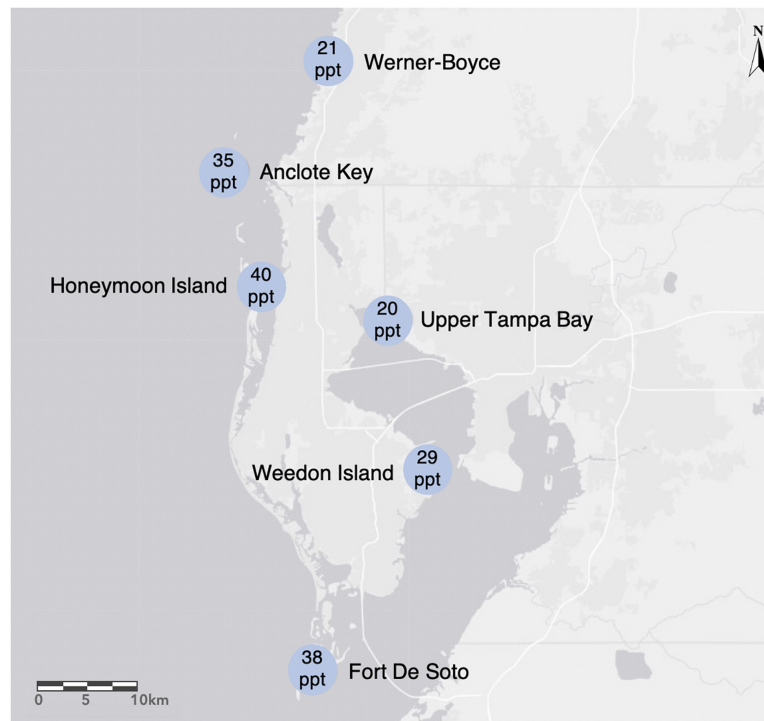 N
21
ppt
Werner-Boyce
35
ppt
Anclote Key
Honeymoon Island
40
ppt
20
ppt
Upper Tampa Bay
Weedon Island
29
ppt
38
ppt
Fort De Soto
0 5 10km